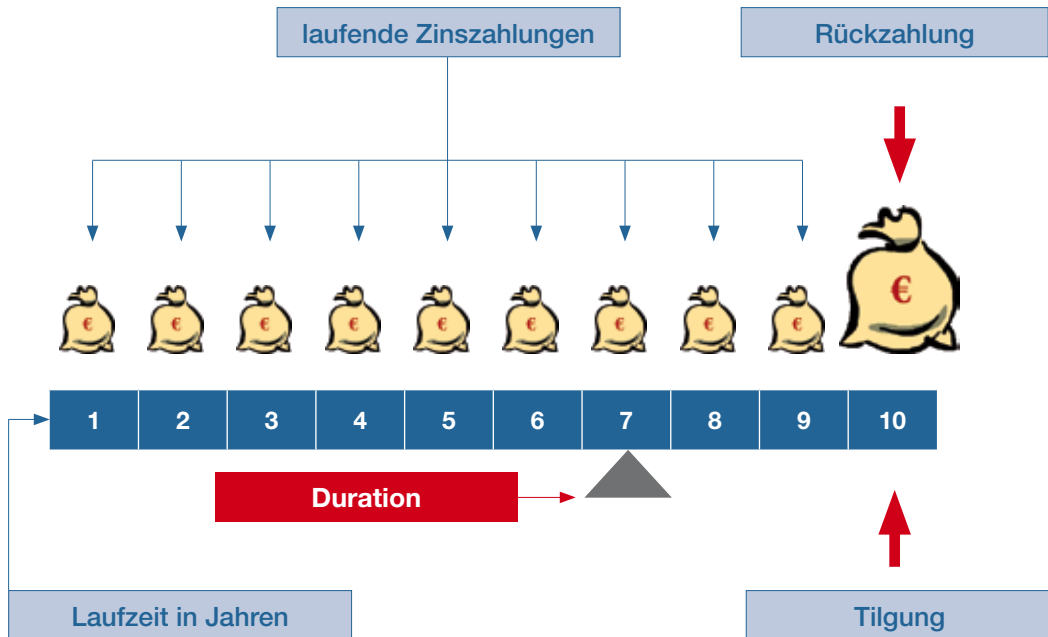 laufende Zinszahlungen
Rückzahlung
€ € € € € € € € € €
1 2 3 4 5 6 7 8 9 10
Duration
Laufzeit in Jahren
Tilgung